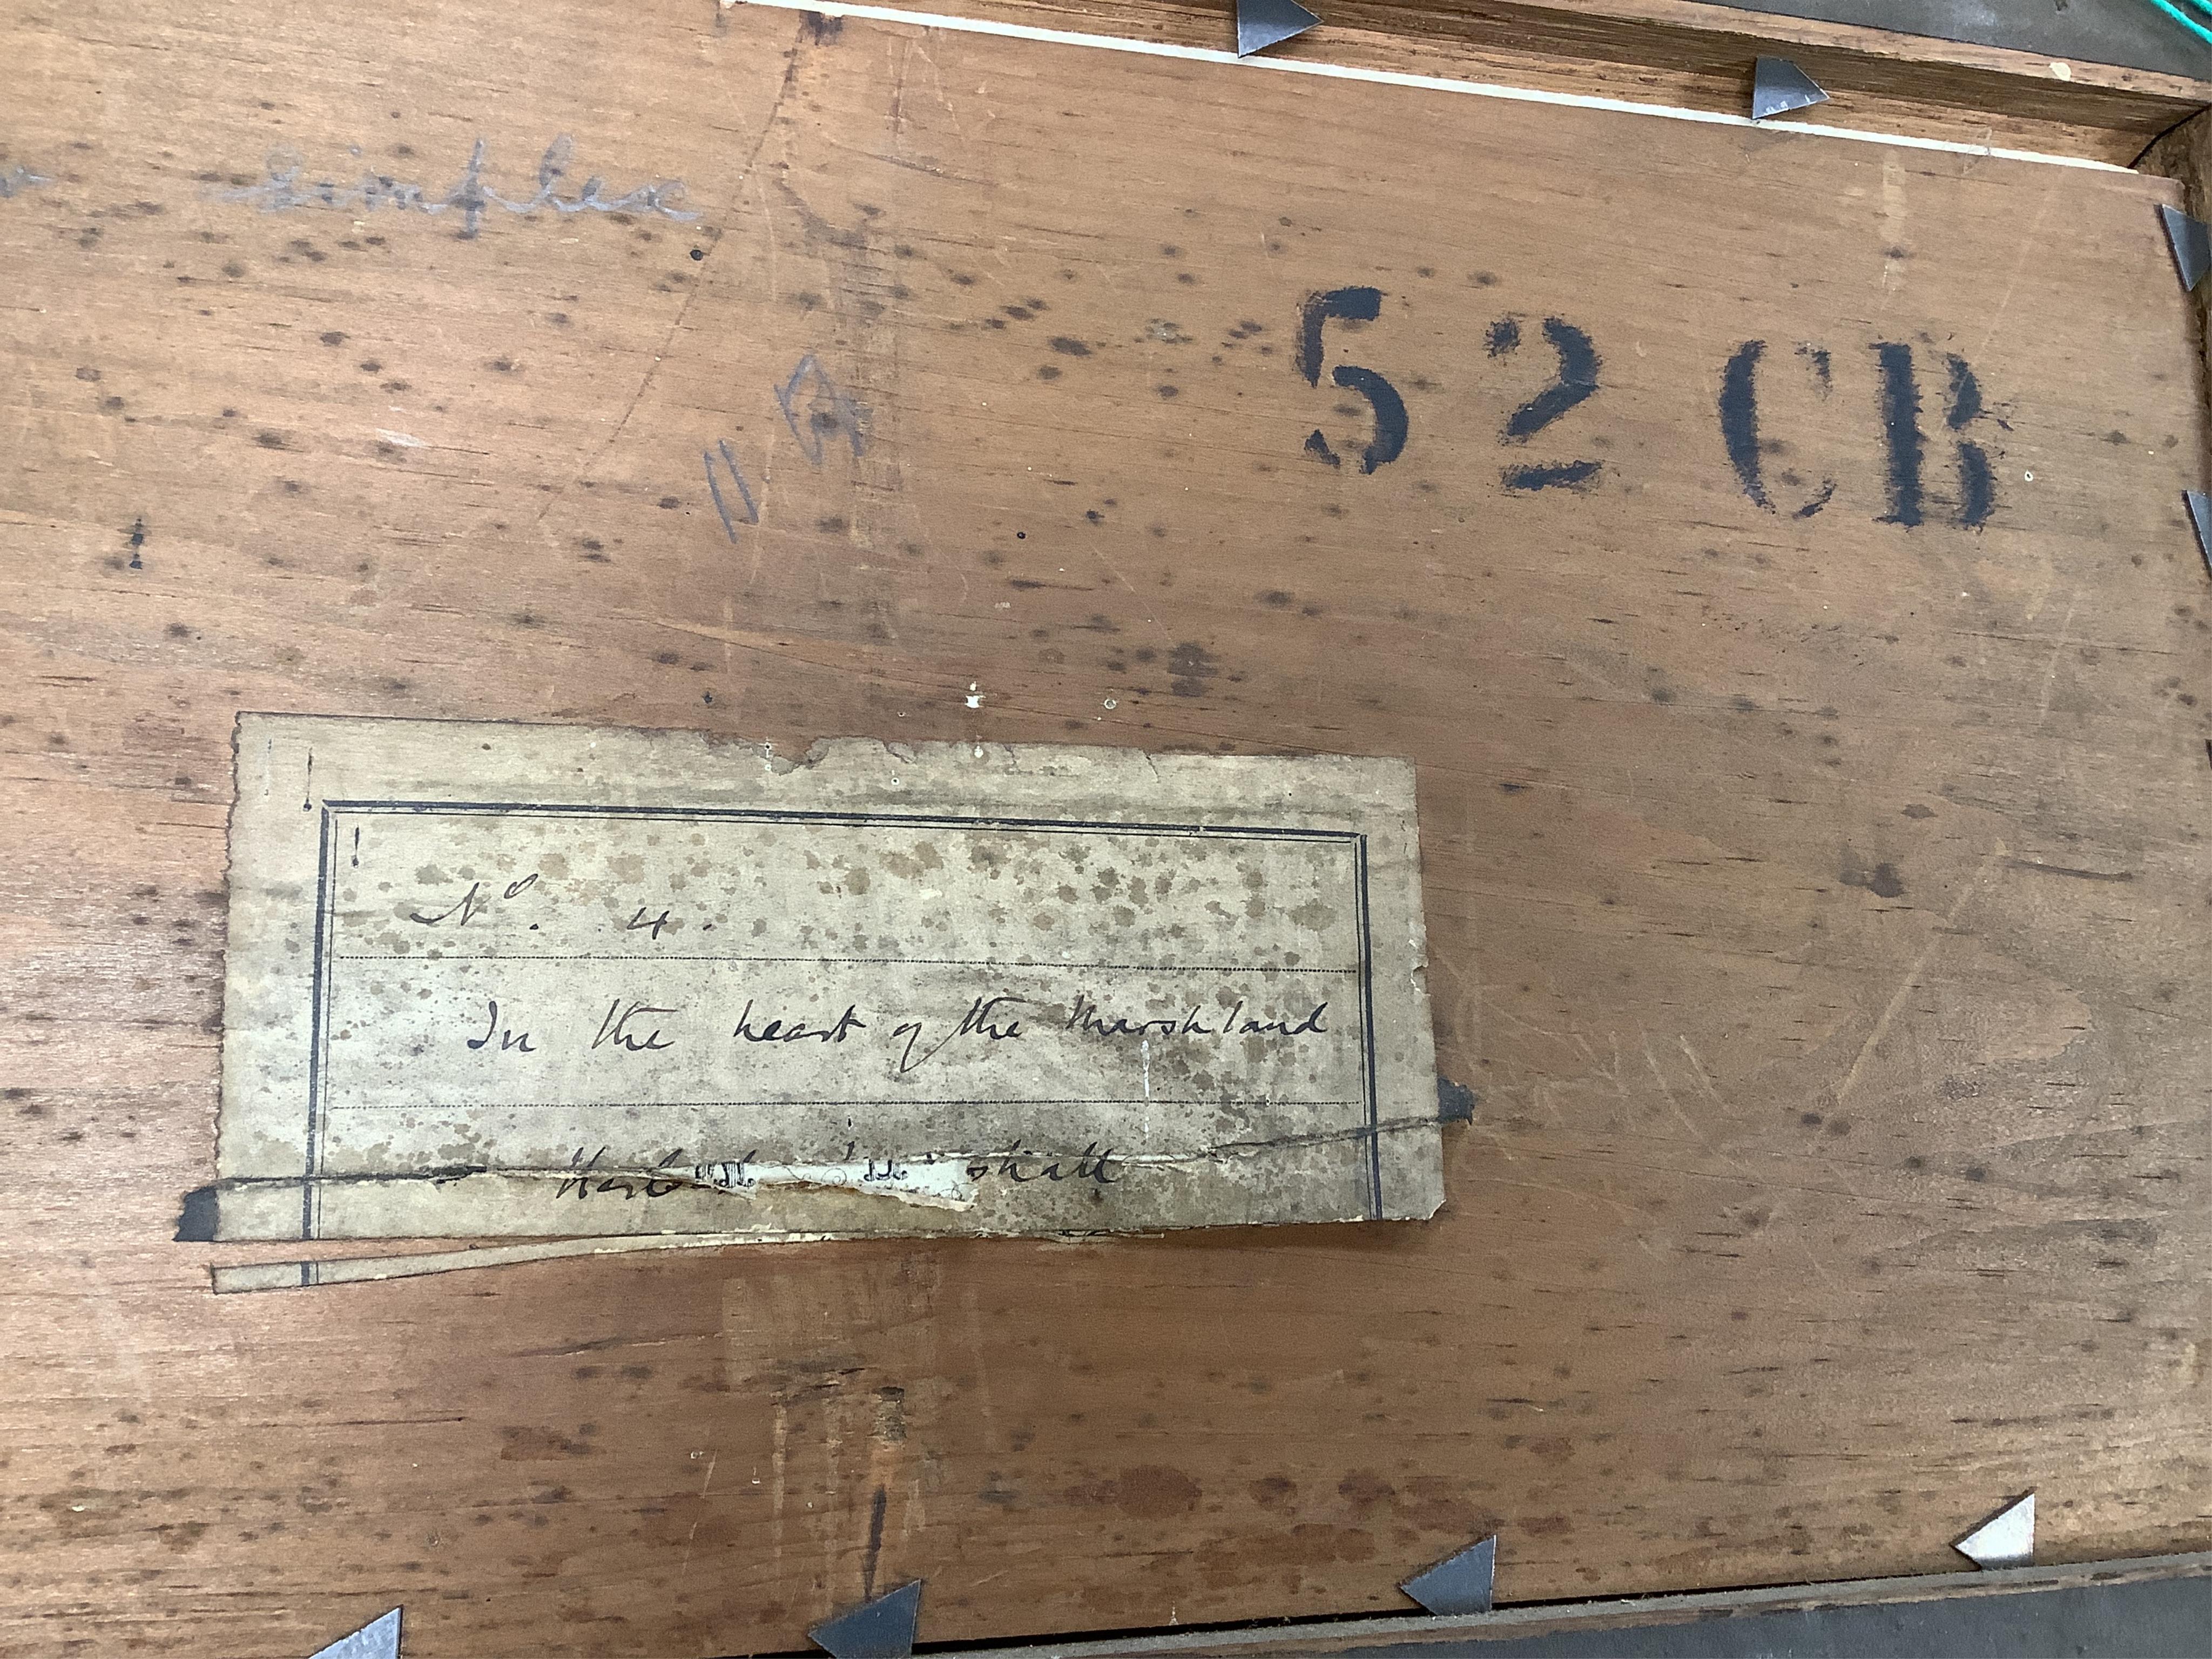 simplex
52 CB
No. 4.
In the heart of the Marshland